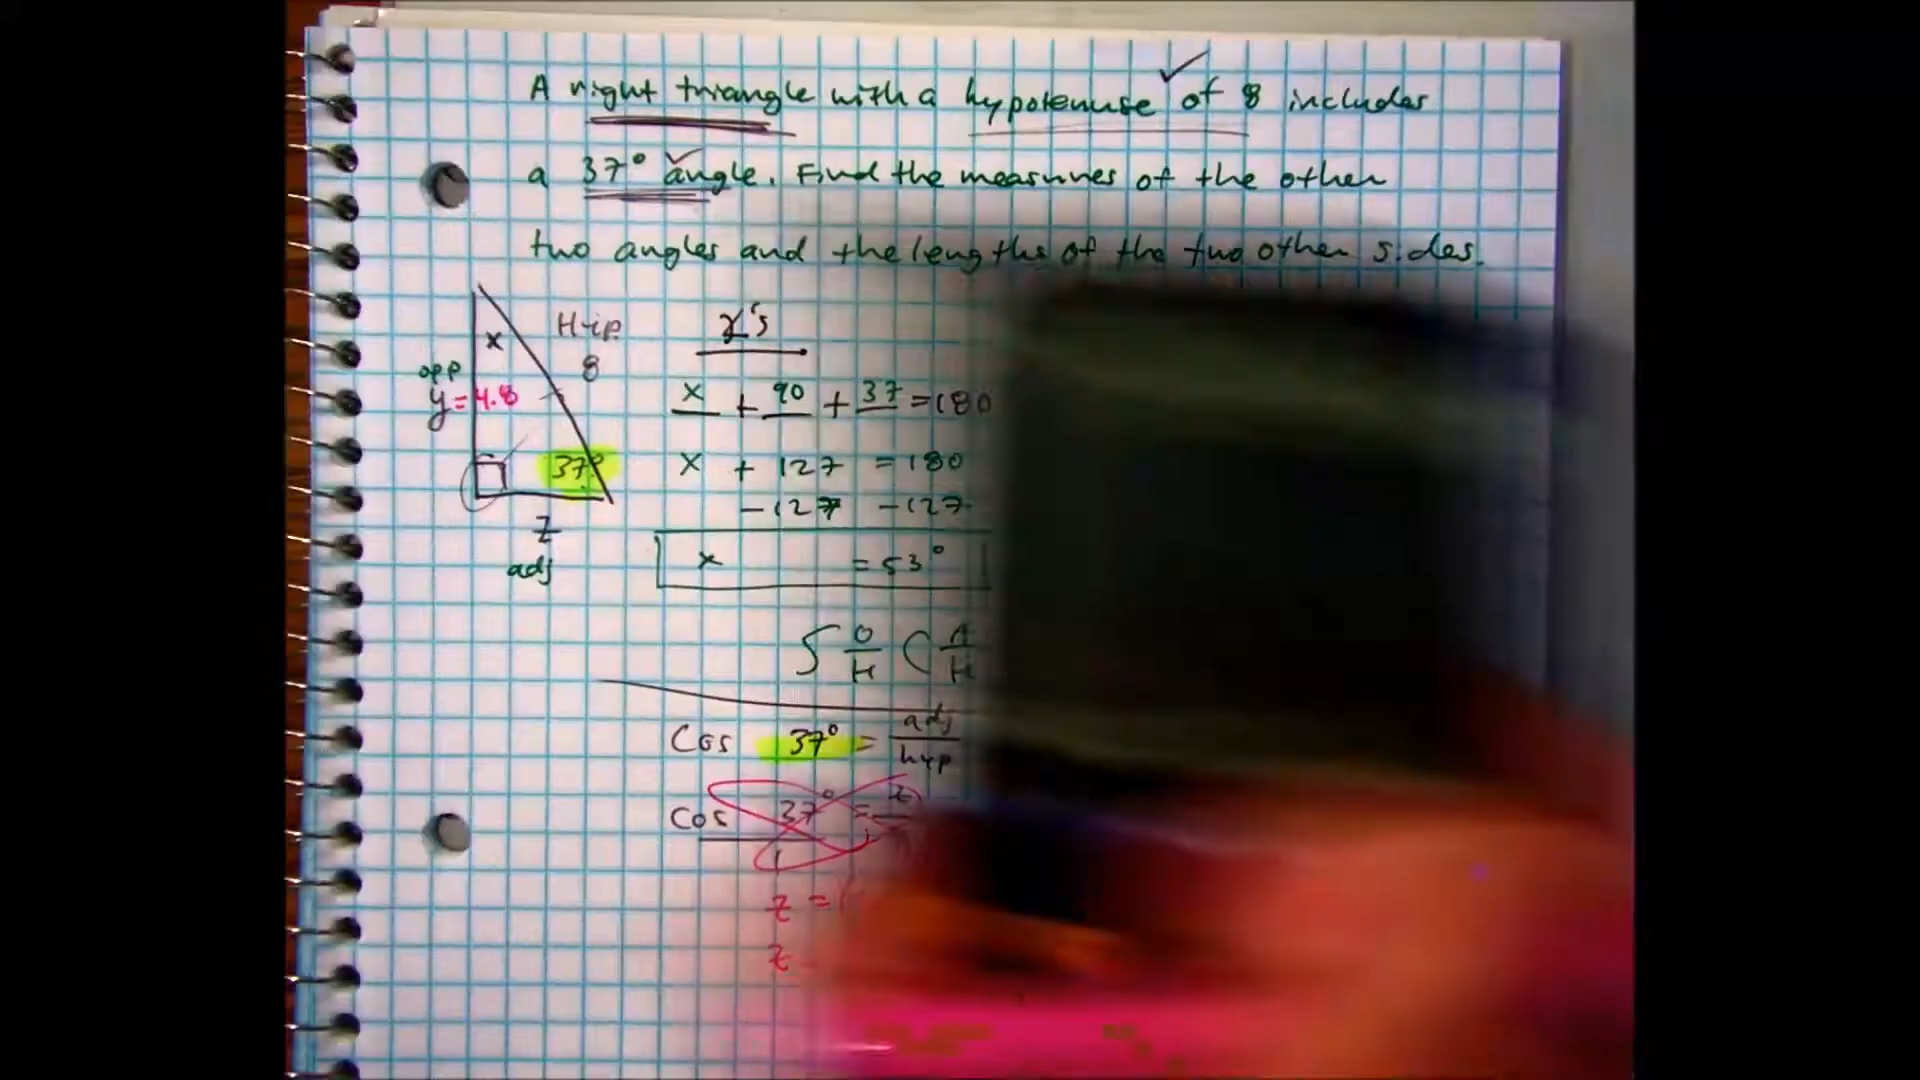 A right triangle with a hypotenuse of 8 includes
a 37° angle. Find the measures of the other
two angles and the lengths of the two other sides.
x
Hyp
8
opp
y = 4.8
37°
z
adj
∡'s
x + 90 + 37 = 180
x + 127 = 180
-127 -127
x = 53°
S O/H C A/H
Cos 37° = adj/hyp
Cos 37° = z
1
z =
z